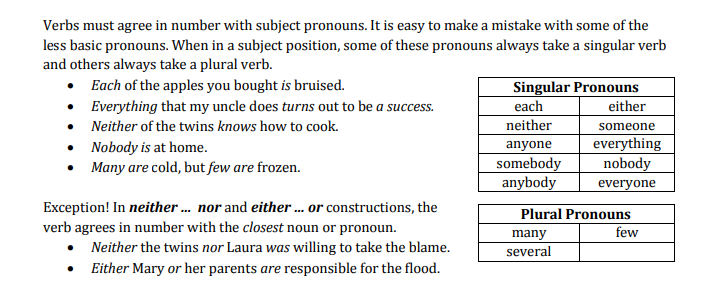 Verbs must agree in number with subject pronouns. It is easy to make a mistake with some of the
less basic pronouns. When in a subject position, some of these pronouns always take a singular verb
and others always take a plural verb.
• Each of the apples you bought is bruised.
• Everything that my uncle does turns out to be a success.
• Neither of the twins knows how to cook.
• Nobody is at home.
• Many are cold, but few are frozen.
Singular Pronouns
each either
neither someone
anyone everything
somebody nobody
anybody everyone
Exception! In neither ... nor and either ... or constructions, the
verb agrees in number with the closest noun or pronoun.
• Neither the twins nor Laura was willing to take the blame.
• Either Mary or her parents are responsible for the flood.
Plural Pronouns
many few
several